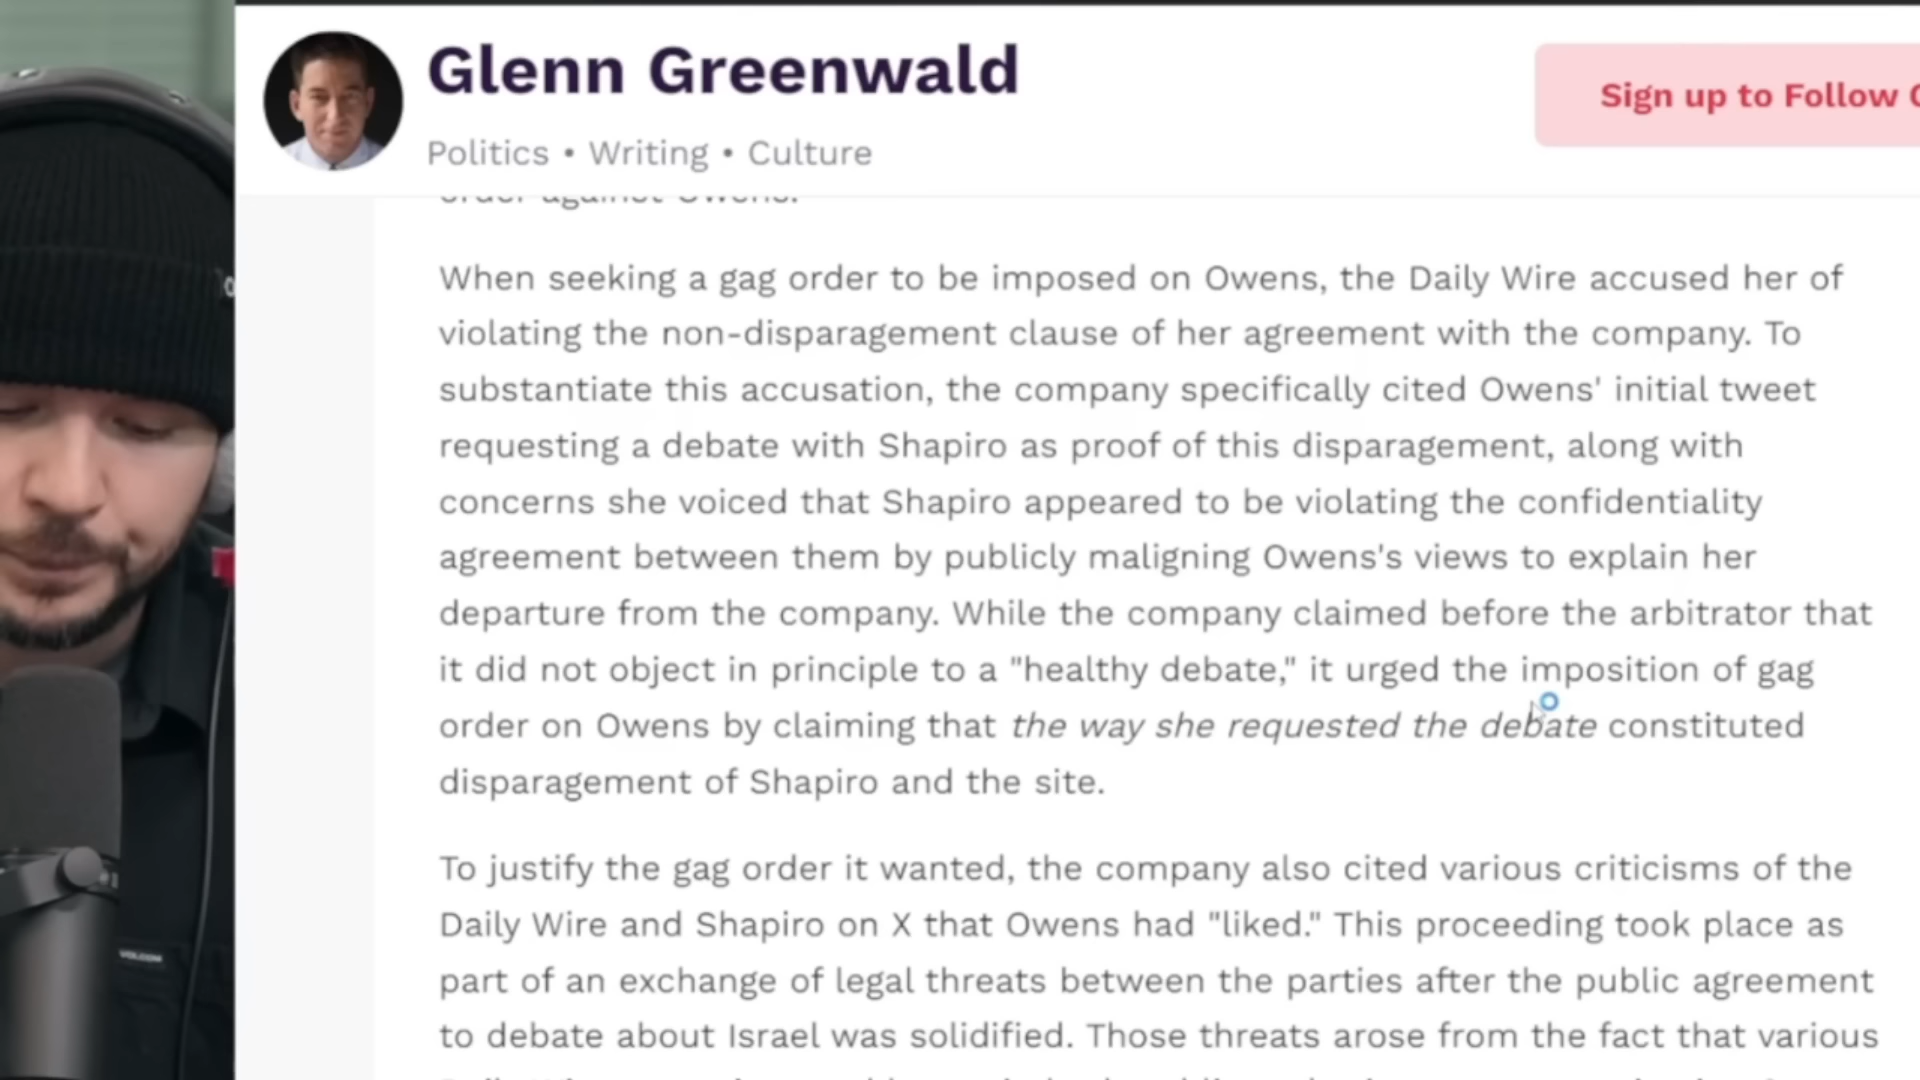 Glenn Greenwald
Sign up to Follow
Politics • Writing • Culture
order against Owens.
When seeking a gag order to be imposed on Owens, the Daily Wire accused her of
violating the non-disparagement clause of her agreement with the company. To
substantiate this accusation, the company specifically cited Owens' initial tweet
requesting a debate with Shapiro as proof of this disparagement, along with
concerns she voiced that Shapiro appeared to be violating the confidentiality
agreement between them by publicly maligning Owens's views to explain her
departure from the company. While the company claimed before the arbitrator that
it did not object in principle to a "healthy debate," it urged the imposition of gag
order on Owens by claiming that the way she requested the debate constituted
disparagement of Shapiro and the site.
To justify the gag order it wanted, the company also cited various criticisms of the
Daily Wire and Shapiro on X that Owens had "liked." This proceeding took place as
part of an exchange of legal threats between the parties after the public agreement
to debate about Israel was solidified. Those threats arose from the fact that various
VOLCOM